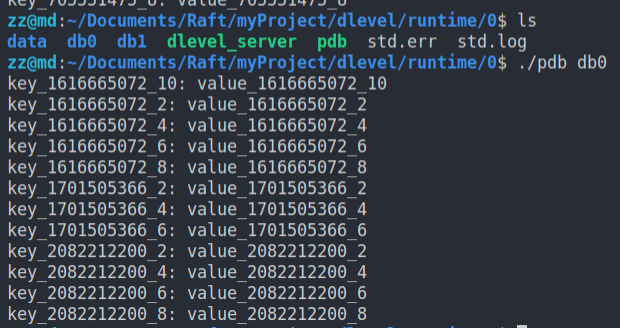 zz@md:~/Documents/Raft/myProject/dlevel/runtime/0$ ls
data db0 db1 dlevel_server pdb std.err std.log
zz@md:~/Documents/Raft/myProject/dlevel/runtime/0$ ./pdb db0
key_1616665072_10: value_1616665072_10
key_1616665072_2: value_1616665072_2
key_1616665072_4: value_1616665072_4
key_1616665072_6: value_1616665072_6
key_1616665072_8: value_1616665072_8
key_1701505366_2: value_1701505366_2
key_1701505366_4: value_1701505366_4
key_1701505366_6: value_1701505366_6
key_2082212200_2: value_2082212200_2
key_2082212200_4: value_2082212200_4
key_2082212200_6: value_2082212200_6
key_2082212200_8: value_2082212200_8